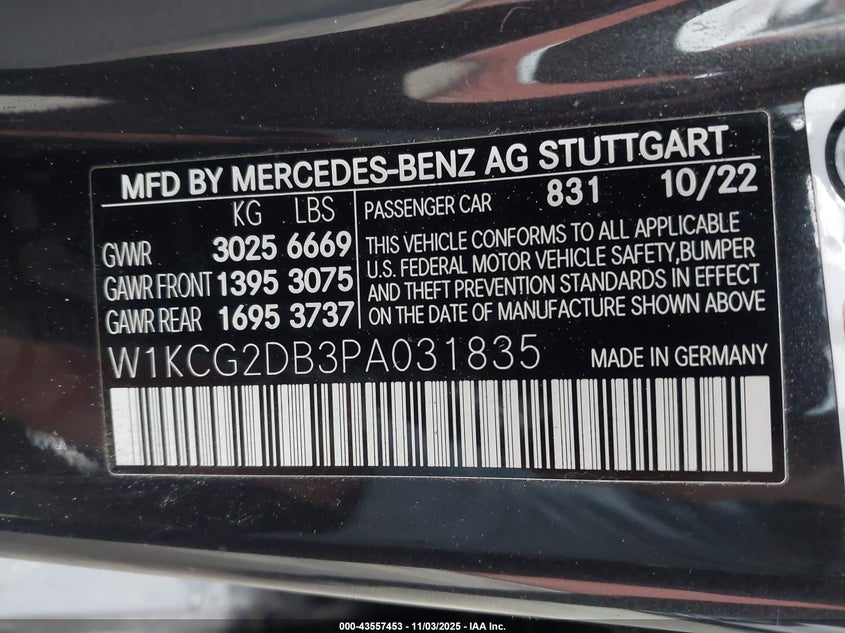 MFD BY MERCEDES-BENZ AG STUTTGART
KG LBS
GVWR 3025 6669
GAWR FRONT 1395 3075
GAWR REAR 1695 3737
PASSENGER CAR 831 10/22
THIS VEHICLE CONFORMS TO ALL APPLICABLE
U.S. FEDERAL MOTOR VEHICLE SAFETY,BUMPER
AND THEFT PREVENTION STANDARDS IN EFFECT
ON THE DATE OF MANUFACTURE SHOWN ABOVE
W1KCG2DB3PA031835 MADE IN GERMANY
000-43557453 - 11/03/2025 - IAA Inc.